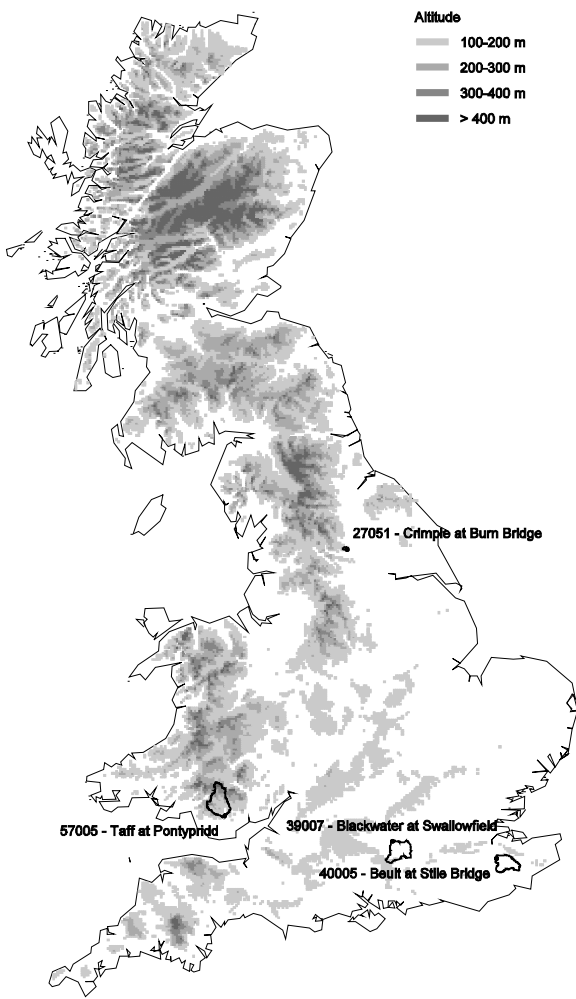 Altitude
100-200 m
200-300 m
300-400 m
> 400 m
27051 - Crimple at Burn Bridge
57005 - Taff at Pontypridd
39007 - Blackwater at Swallowfield
40005 - Beult at Stile Bridge